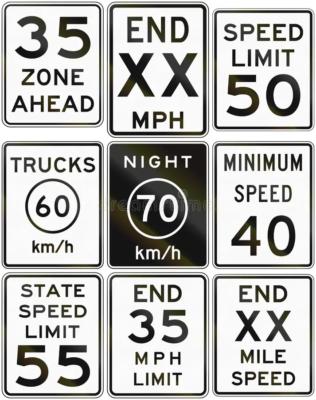 35
ZONE
AHEAD
END
XX
MPH
SPEED
LIMIT
50
TRUCKS
60
km/h
NIGHT
70
km/h
MINIMUM
SPEED
40
STATE
SPEED
LIMIT
55
END
35
MPH
LIMIT
END
XX
MILE
SPEED